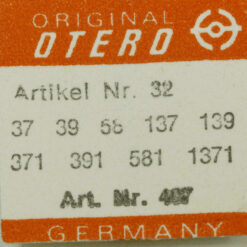 ORIGINAL
OTERO
Artikel Nr. 32
37 39 58 137 139
371 391 581 1371
Art. Nr. 407
GERMANY